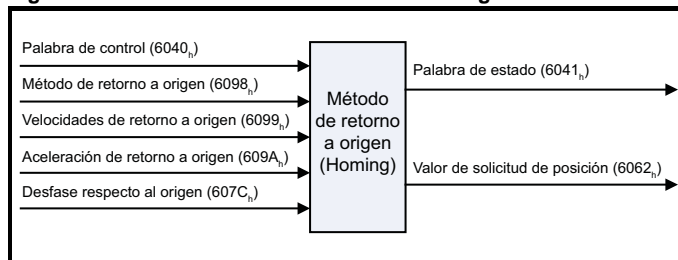 Palabra de control (6040h)
Método de retorno a origen (6098h)
Velocidades de retorno a origen (6099h)
Aceleración de retorno a origen (609Ah)
Desfase respecto al origen (607Ch)
Método
de retorno
a origen
(Homing)
Palabra de estado (6041h)
Valor de solicitud de posición (6062h)